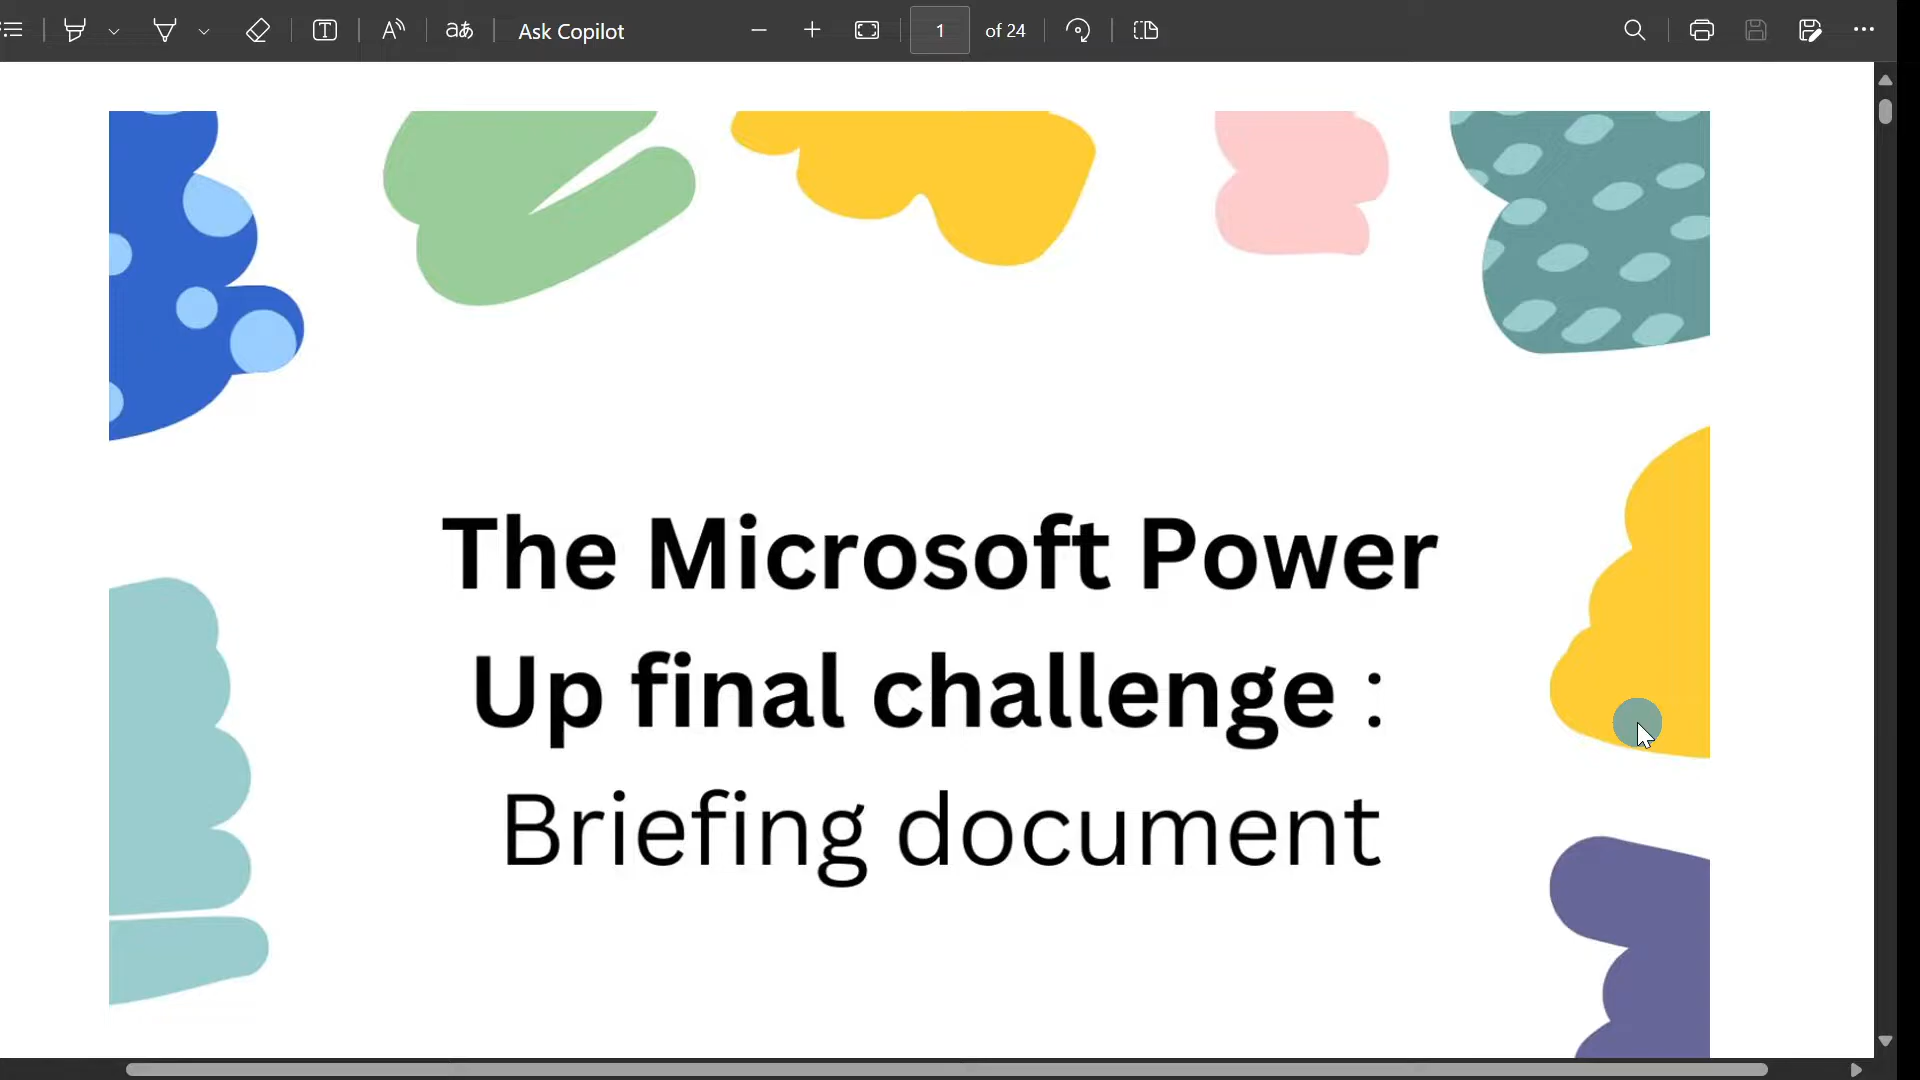 Ask Copilot
1 of 24
The Microsoft Power
Up final challenge :
Briefing document